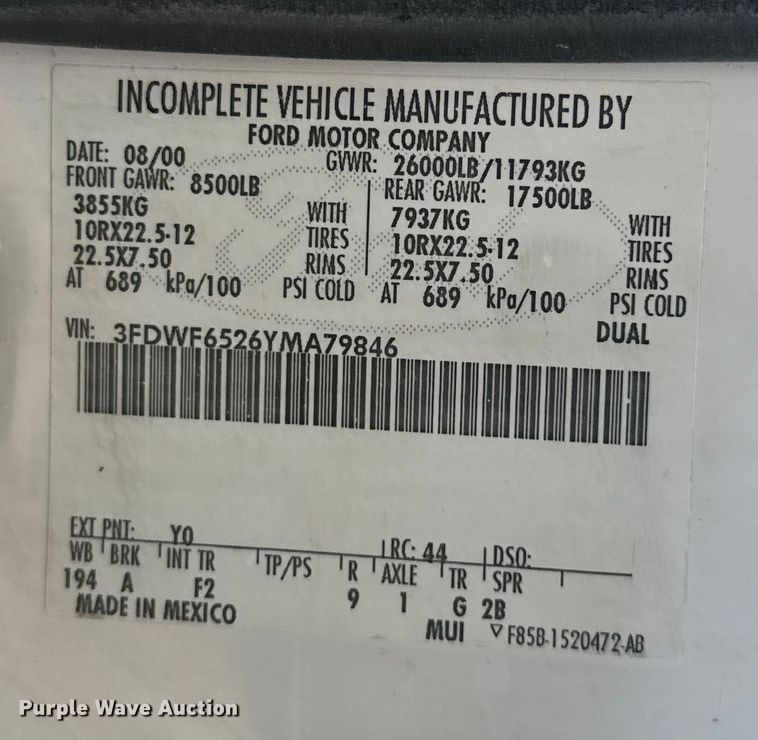 INCOMPLETE VEHICLE MANUFACTURED BY
FORD MOTOR COMPANY
DATE: 08/00 GVWR: 26000LB/11793KG
FRONT GAWR: 8500LB REAR GAWR: 17500LB
3855KG WITH 7937KG WITH
10RX22.5-12 TIRES 10RX22.5-12 TIRES
22.5X7.50 RIMS 22.5X7.50 RIMS
AT 689 kPa/100 PSI COLD AT 689 kPa/100 PSI COLD
DUAL
VIN: 3FDWF6526YMA79846
EXT PNT: YO RC: 44 DSO:
WB BRK INT TR TP/PS R AXLE TR SPR
194 A F2 9 1 G 2B
MADE IN MEXICO
MUI ▽ F85B-1520472-AB
Purple Wave Auction